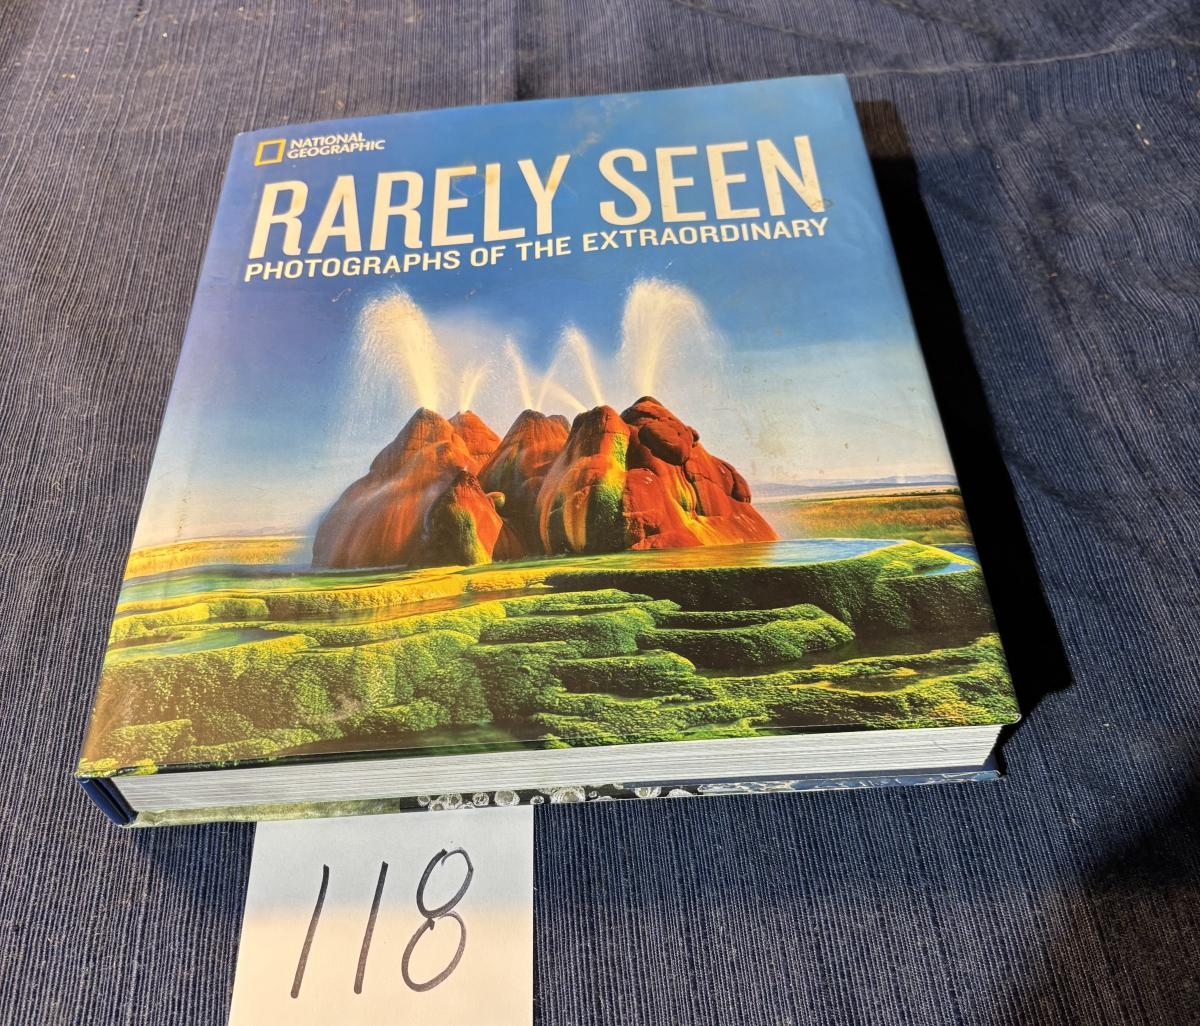 NATIONAL
GEOGRAPHIC
RARELY SEEN
PHOTOGRAPHS OF THE EXTRAORDINARY
118